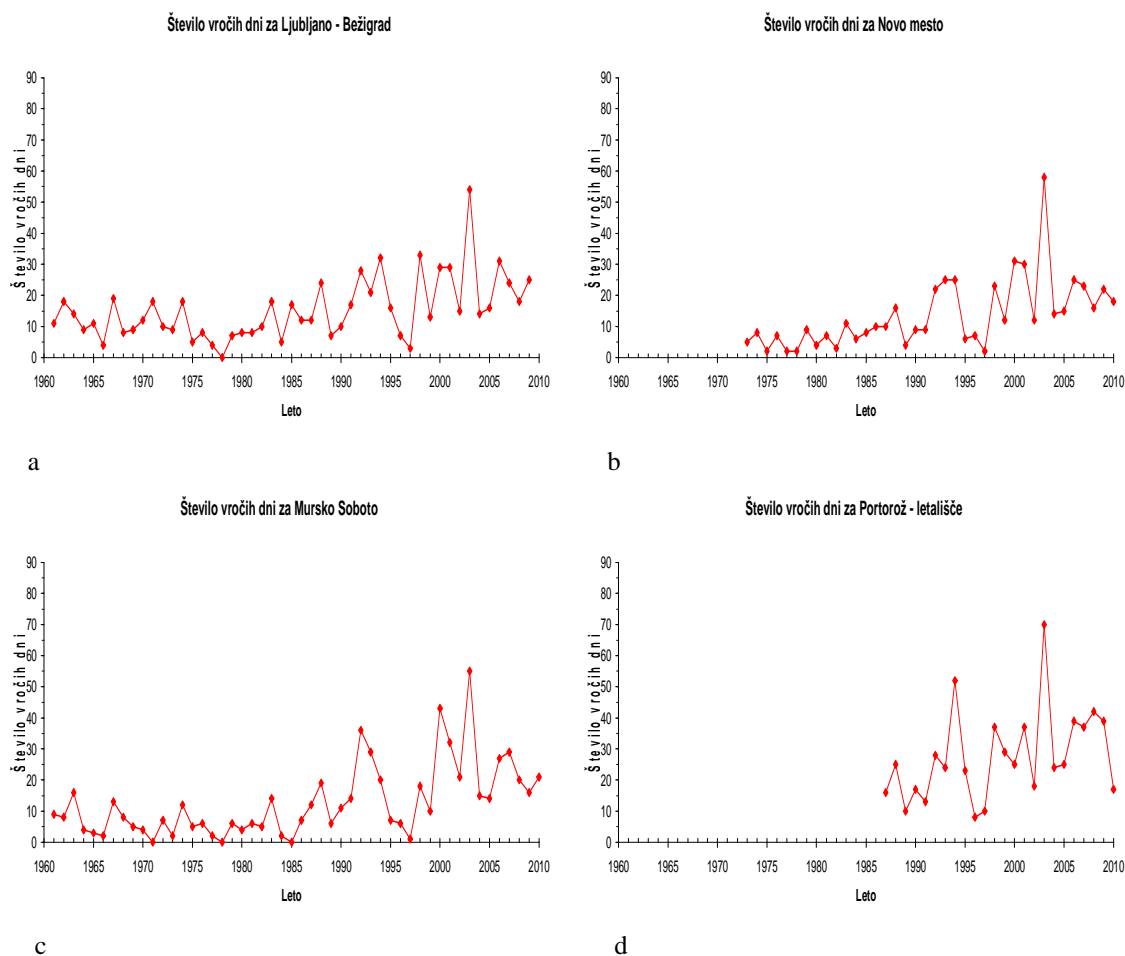 Število vročih dni za Ljubljano - Bežigrad
Število vročih dni
90
80
70
60
50
40
30
20
10
0
1960 1965 1970 1975 1980 1985 1990 1995 2000 2005 2010
Leto
a
Število vročih dni za Novo mesto
Število vročih dni
90
80
70
60
50
40
30
20
10
0
1960 1965 1970 1975 1980 1985 1990 1995 2000 2005 2010
Leto
b
Število vročih dni za Mursko Soboto
Število vročih dni
90
80
70
60
50
40
30
20
10
0
1960 1965 1970 1975 1980 1985 1990 1995 2000 2005 2010
Leto
c
Število vročih dni za Portorož - letališče
Število vročih dni
90
80
70
60
50
40
30
20
10
0
1960 1965 1970 1975 1980 1985 1990 1995 2000 2005 2010
Leto
d